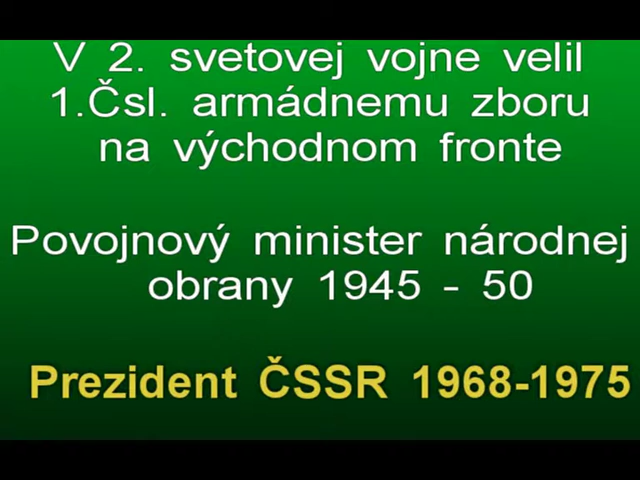 V 2. svetovej vojne velil
1.Čsl. armádnemu zboru
na východnom fronte
Povojnový minister národnej
obrany 1945 - 50
Prezident ČSSR 1968-1975